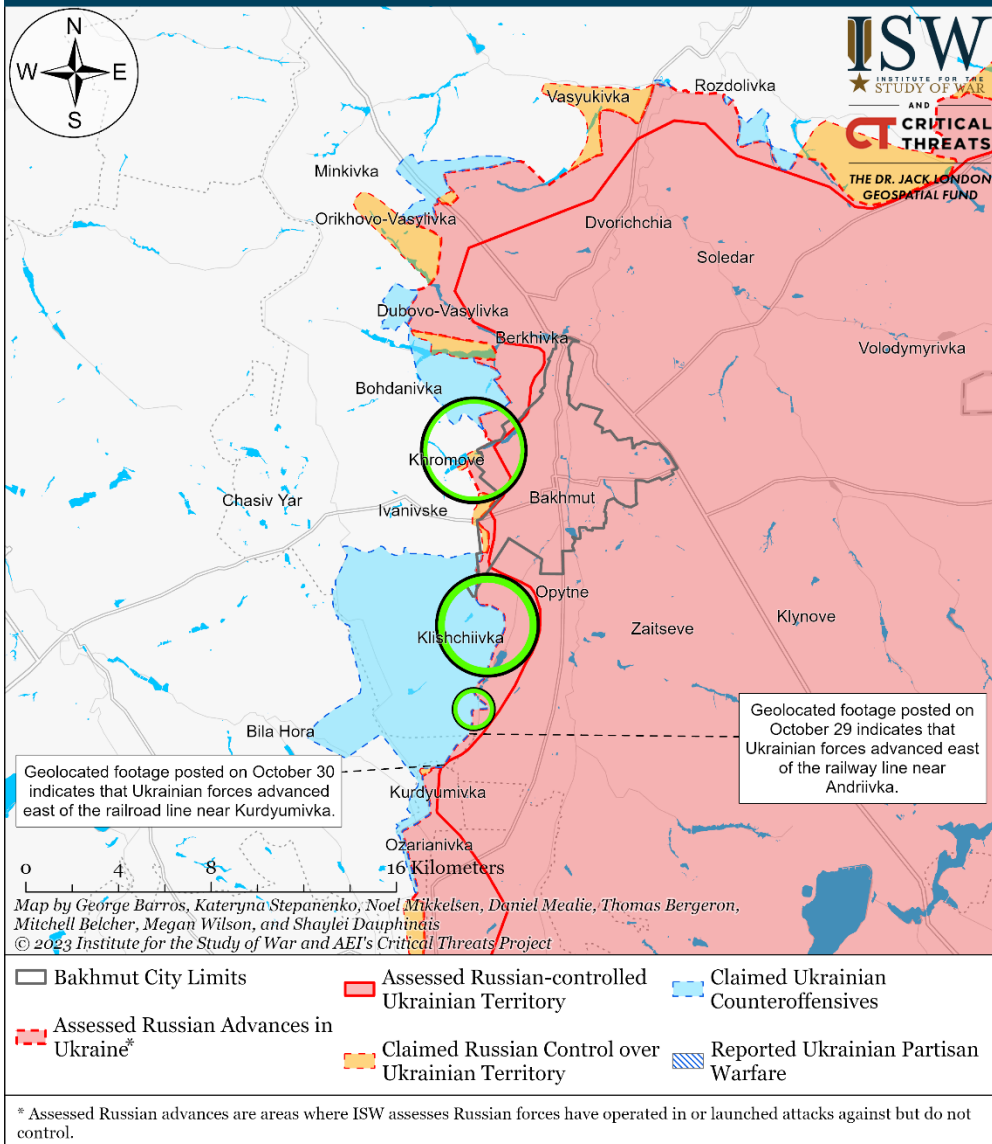 N
W E
S
ISW
INSTITUTE FOR THE
STUDY OF WAR
AND
CT CRITICAL
THREATS
THE DR. JACK LONDON
GEOSPATIAL FUND
Vasyukivka
Rozdolivka
Minkivka
Orikhovo-Vasylivka
Dvorichchia
Soledar
Dubovo-Vasylivka
Berkhivka
Volodymyrivka
Bohdanivka
Khromove
Chasiv Yar
Ivanivske
Bakhmut
Opytne
Klishchiivka
Zaitseve
Klynove
Bila Hora
Geolocated footage posted on
October 29 indicates that
Ukrainian forces advanced east
of the railway line near
Andriivka.
Geolocated footage posted on October 30
indicates that Ukrainian forces advanced
east of the railroad line near Kurdyumivka.
Kurdyumivka
Ozarianivka
0 4 8 16 Kilometers
Map by George Barros, Kateryna Stepanenko, Noel Mikkelsen, Daniel Mealie, Thomas Bergeron,
Mitchell Belcher, Megan Wilson, and Shaylei Dauphinais
© 2023 Institute for the Study of War and AEI's Critical Threats Project
Bakhmut City Limits
Assessed Russian Advances in
Ukraine*
Assessed Russian-controlled
Ukrainian Territory
Claimed Russian Control over
Ukrainian Territory
Claimed Ukrainian
Counteroffensives
Reported Ukrainian Partisan
Warfare
* Assessed Russian advances are areas where ISW assesses Russian forces have operated in or launched attacks against but do not
control.